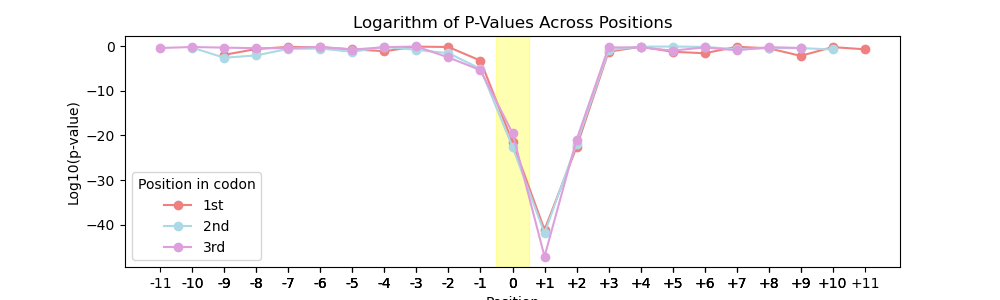 Logarithm of P-Values Across Positions
Log10(p-value)
0
−10
−20
−30
−40
Position in codon
1st
2nd
3rd
-11 -10 -9 -8 -7 -6 -5 -4 -3 -2 -1 0 +1 +2 +3 +4 +5 +6 +7 +8 +9 +10 +11
Position